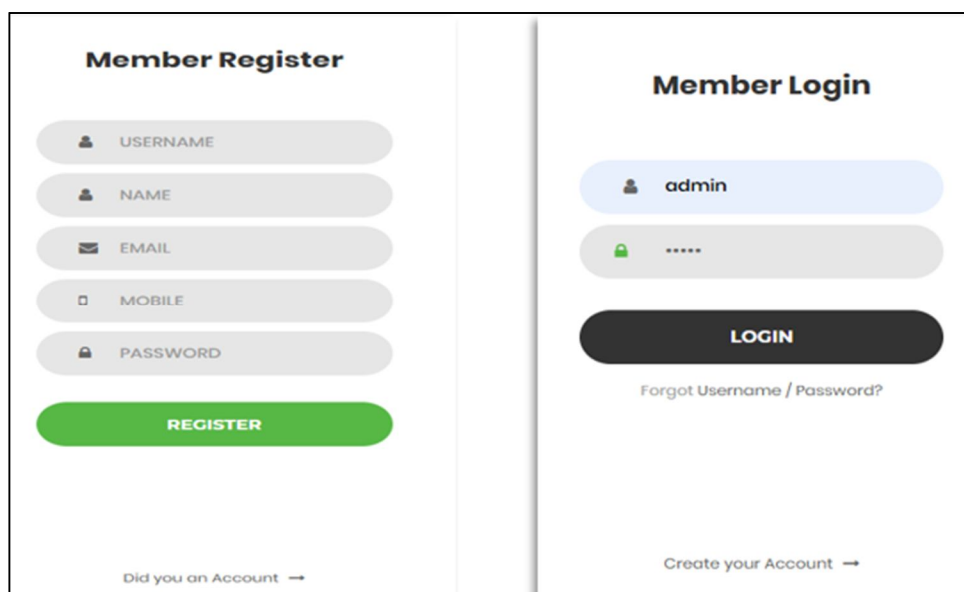 Member Register
USERNAME
NAME
EMAIL
MOBILE
PASSWORD
REGISTER
Did you an Account →
Member Login
admin
•••••
LOGIN
Forgot Username / Password?
Create your Account →